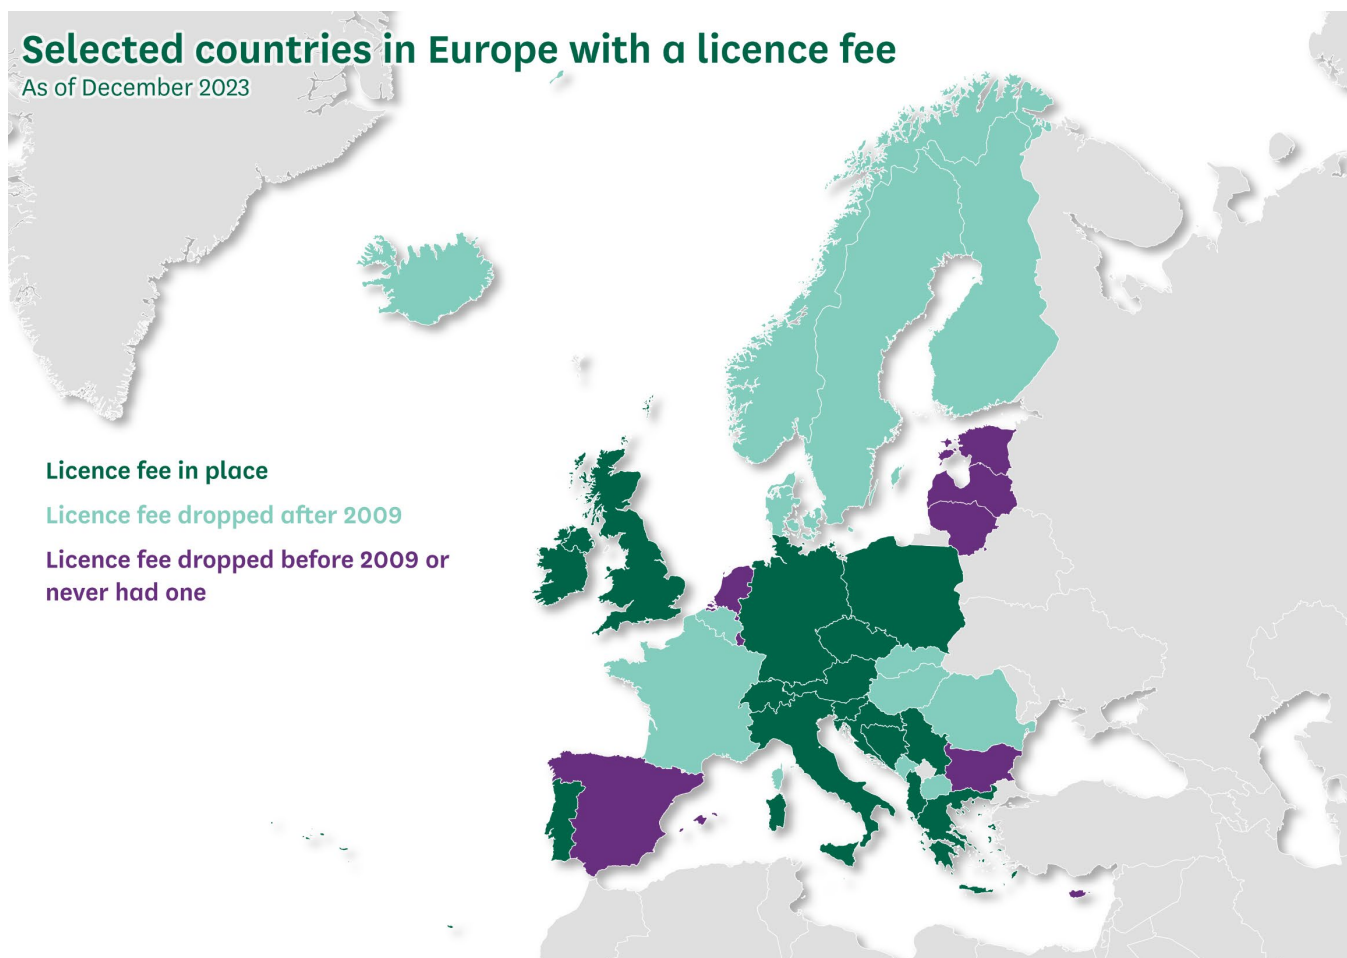 Selected countries in Europe with a licence fee
As of December 2023
Licence fee in place
Licence fee dropped after 2009
Licence fee dropped before 2009 or
never had one